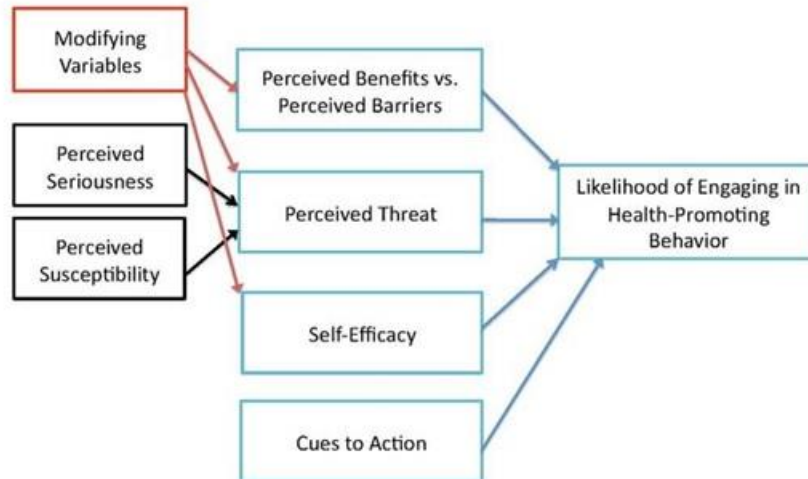 Modifying
Variables
Perceived Benefits vs.
Perceived Barriers
Perceived
Seriousness
Perceived Threat
Perceived
Susceptibility
Likelihood of Engaging in
Health-Promoting
Behavior
Self-Efficacy
Cues to Action